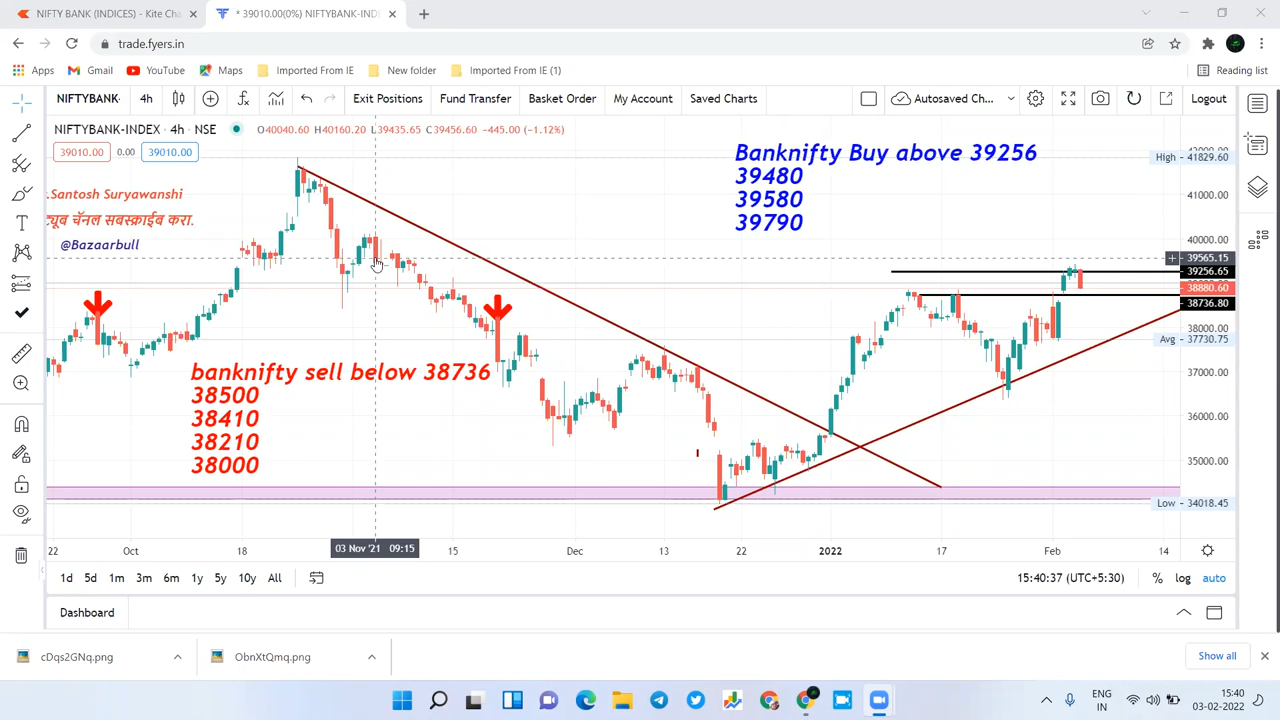 NIFTY BANK (INDICES) - Kite Cha
* 39010.00(0%) NIFTYBANK-INDE
trade.fyers.in
Apps
Gmail
YouTube
Maps
Imported From IE
New folder
Imported From IE (1)
Reading list
NIFTYBANK-
4h
Exit Positions
Fund Transfer
Basket Order
My Account
Saved Charts
Autosaved Ch...
Logout
NIFTYBANK-INDEX · 4h · NSE
O40040.60 H40160.20 L39435.65 C39456.60 -445.00 (-1.12%)
39010.00
0.00
39010.00
.Santosh Suryawanshi
चॅनल सबस्क्राईब करा.
@Bazaarbull
Banknifty Buy above 39256
39480
39580
39790
banknifty sell below 38736
38500
38410
38210
38000
High
41829.60
41000.00
40000.00
39565.15
39256.65
38880.60
38736.80
38000.00
Avg
37730.75
37000.00
36000.00
35000.00
Low
34018.45
22
Oct
18
03 Nov '21 09:15
15
Dec
13
22
2022
17
Feb
14
1d
5d
1m
3m
6m
1y
5y
10y
All
15:40:37 (UTC+5:30)
%
log
auto
Dashboard
cDqs2GNq.png
ObnXtQmq.png
Show all
ENG
IN
15:40
03-02-2022